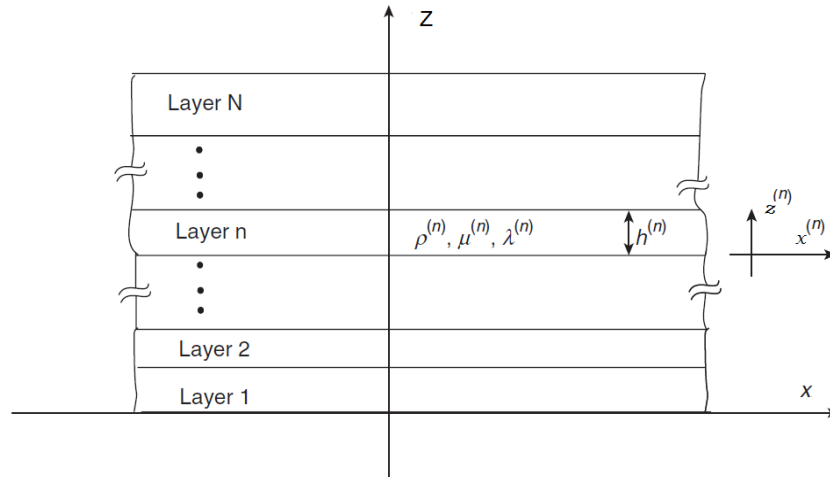 Z
Layer N
z^(n)
Layer n
ρ^(n), μ^(n), λ^(n)
h^(n)
x^(n)
Layer 2
Layer 1
x